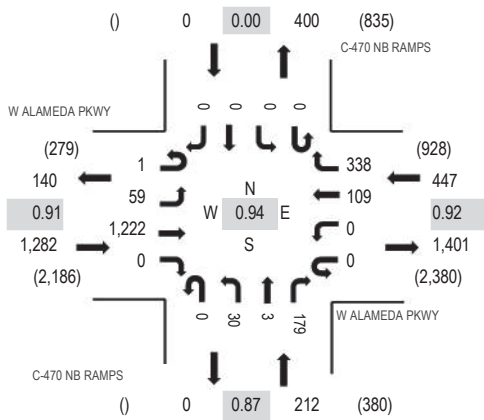 () 0 0.00 400 (835)
C-470 NB RAMPS
0 0 0 0
W ALAMEDA PKWY
(279) (928)
1 338
140 447
59 109
N
0.91 W 0.94 E 0.92
1,222 0
S
1,282 1,401
0 0
(2,186) (2,380)
0 30 3 179
W ALAMEDA PKWY
C-470 NB RAMPS
() 0 0.87 212 (380)